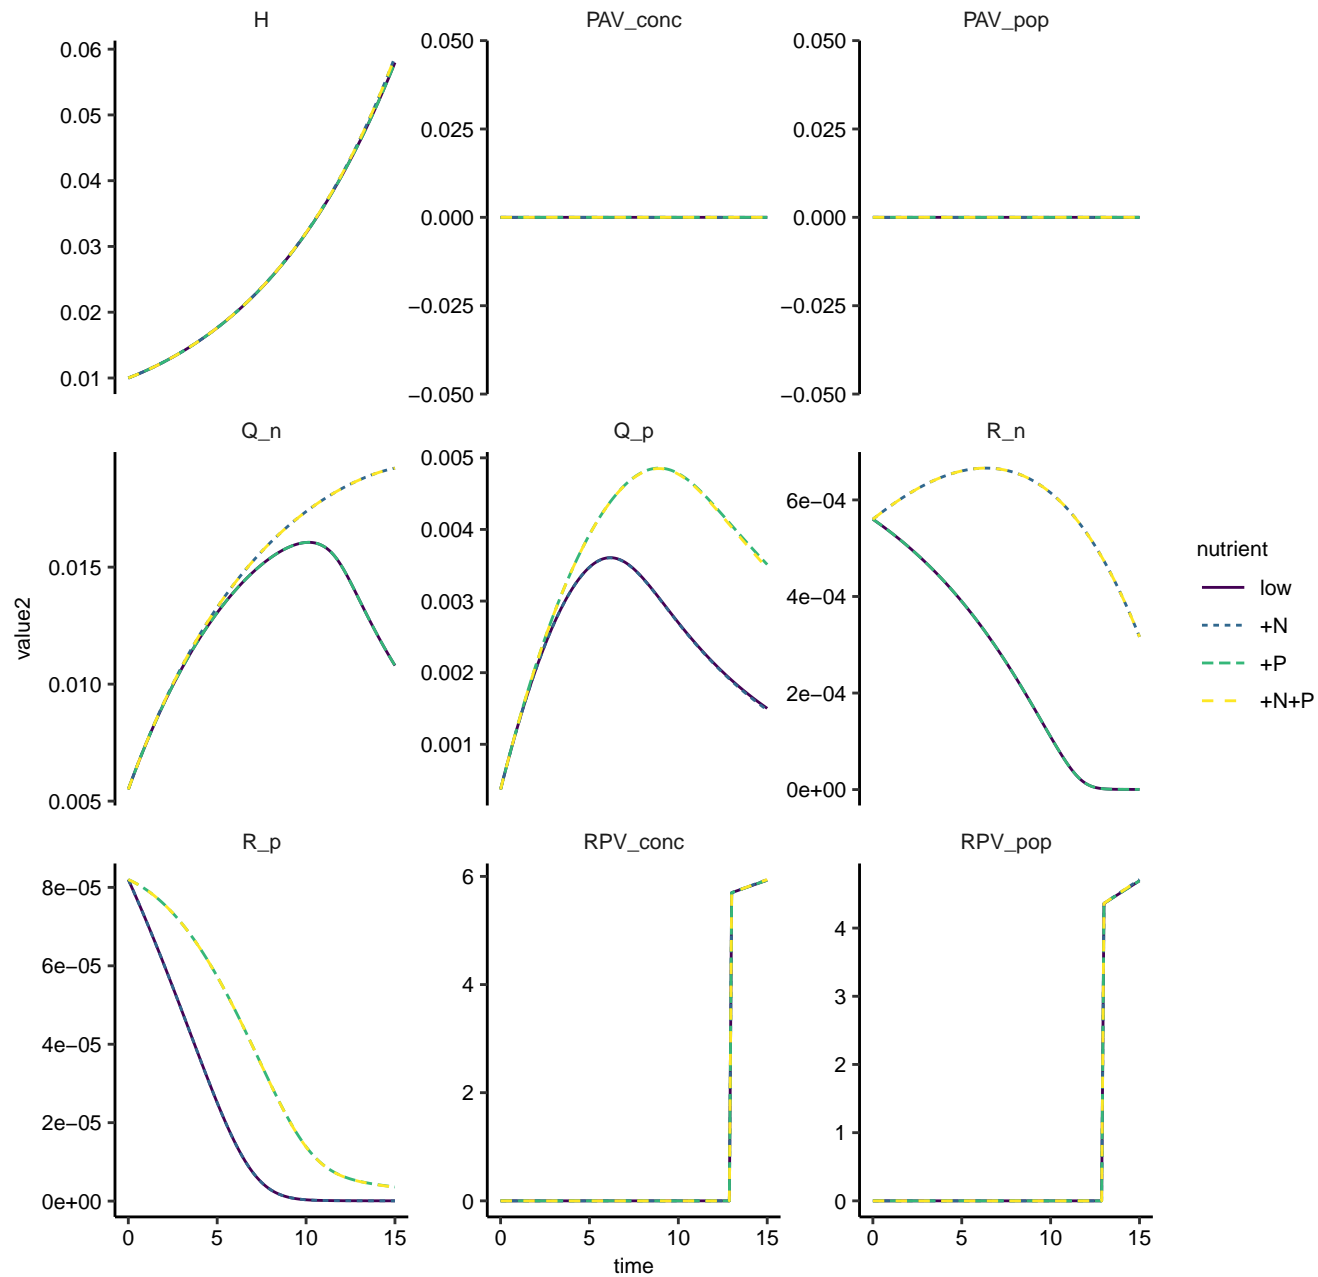 H
PAV_conc
PAV_pop
0.06
0.05
0.04
0.03
0.02
0.01
0.050
0.025
0.000
−0.025
−0.050
0.050
0.025
0.000
−0.025
−0.050
Q_n
Q_p
R_n
0.015
0.010
0.005
0.005
0.004
0.003
0.002
0.001
6e−04
4e−04
2e−04
0e+00
R_p
RPV_conc
RPV_pop
8e−05
6e−05
4e−05
2e−05
0e+00
6
4
2
0
4
3
2
1
0
0 5 10 15
0 5 10 15
0 5 10 15
time
value2
nutrient
low
+N
+P
+N+P